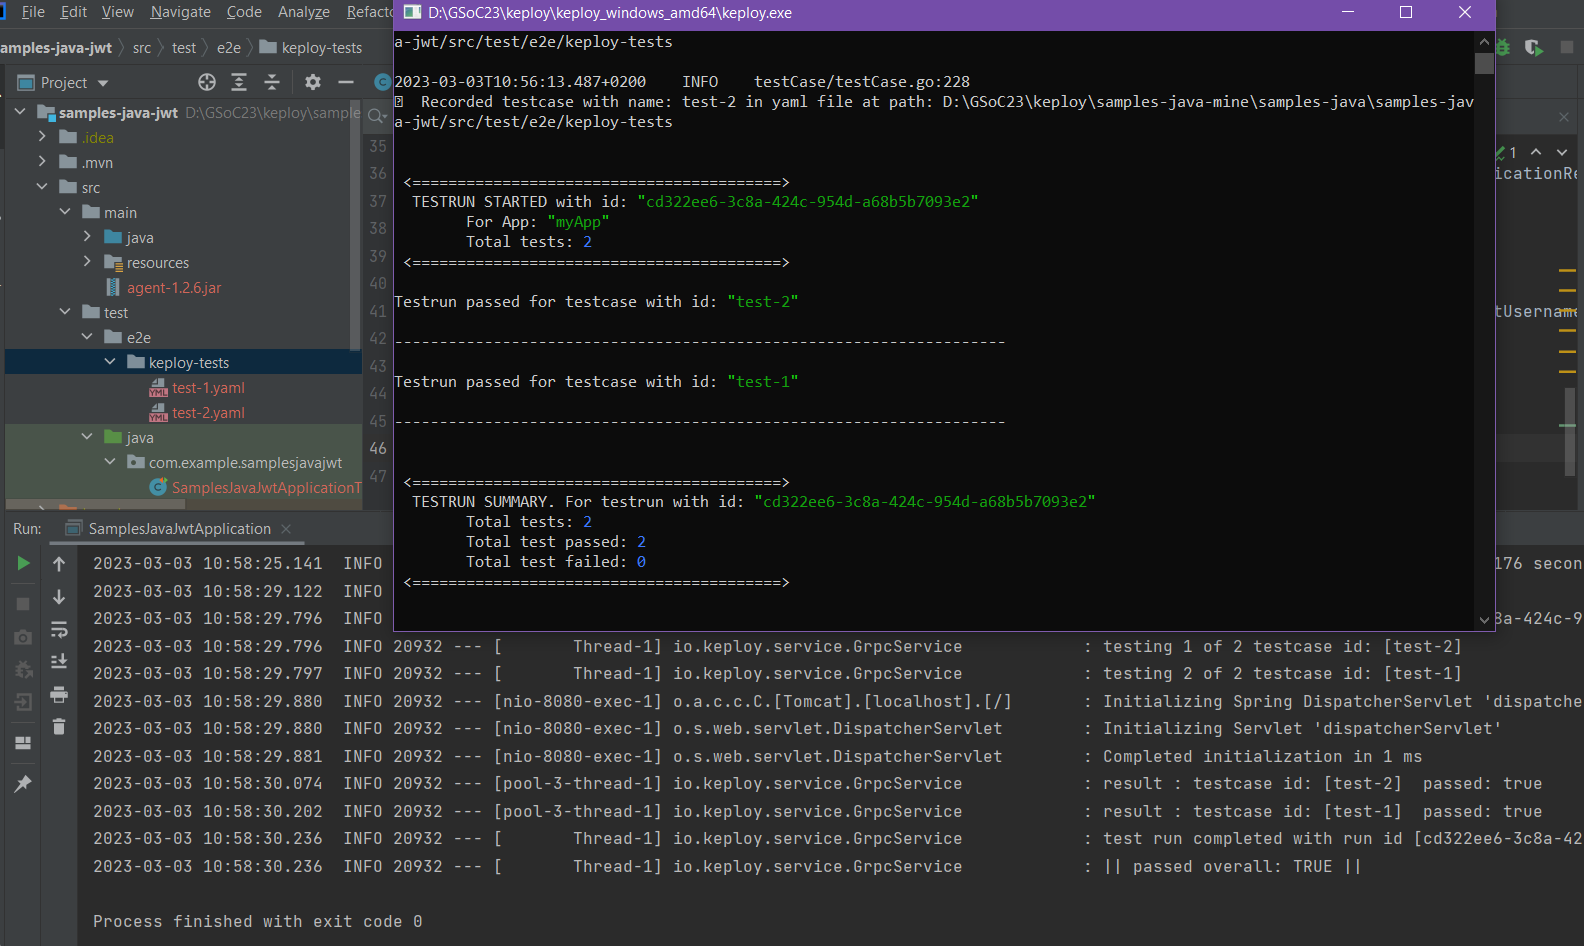 File Edit View Navigate Code Analyze Refacto
D:\GSoC23\keploy\keploy_windows_amd64\keploy.exe
amples-java-jwt src test e2e keploy-tests
Project
samples-java-jwt D:\GSoC23\keploy\sample
.idea
.mvn
src
main
java
resources
agent-1.2.6.jar
test
e2e
keploy-tests
test-1.yaml
test-2.yaml
java
com.example.samplesjavajwt
SamplesJavaJwtApplicationT
35
36
37
38
39
40
41
42
43
44
45
46
47
a-jwt/src/test/e2e/keploy-tests
2023-03-03T10:56:13.487+0200 INFO testCase/testCase.go:228
Recorded testcase with name: test-2 in yaml file at path: D:\GSoC23\keploy\samples-java-mine\samples-java\samples-jav
a-jwt/src/test/e2e/keploy-tests
<=========================================>
TESTRUN STARTED with id: "cd322ee6-3c8a-424c-954d-a68b5b7093e2"
For App: "myApp"
Total tests: 2
<=========================================>
Testrun passed for testcase with id: "test-2"
--------------------------------------------------------------------
Testrun passed for testcase with id: "test-1"
--------------------------------------------------------------------
<=========================================>
TESTRUN SUMMARY. For testrun with id: "cd322ee6-3c8a-424c-954d-a68b5b7093e2"
Total tests: 2
Total test passed: 2
Total test failed: 0
<=========================================>
1
icationRe
tUsername
Run: SamplesJavaJwtApplication
2023-03-03 10:58:25.141 INFO 176 secon
2023-03-03 10:58:29.122 INFO
2023-03-03 10:58:29.796 INFO 8a-424c-9
2023-03-03 10:58:29.796 INFO 20932 --- [ Thread-1] io.keploy.service.GrpcService : testing 1 of 2 testcase id: [test-2]
2023-03-03 10:58:29.797 INFO 20932 --- [ Thread-1] io.keploy.service.GrpcService : testing 2 of 2 testcase id: [test-1]
2023-03-03 10:58:29.880 INFO 20932 --- [nio-8080-exec-1] o.a.c.c.C.[Tomcat].[localhost].[/] : Initializing Spring DispatcherServlet 'dispatche
2023-03-03 10:58:29.880 INFO 20932 --- [nio-8080-exec-1] o.s.web.servlet.DispatcherServlet : Initializing Servlet 'dispatcherServlet'
2023-03-03 10:58:29.881 INFO 20932 --- [nio-8080-exec-1] o.s.web.servlet.DispatcherServlet : Completed initialization in 1 ms
2023-03-03 10:58:30.074 INFO 20932 --- [pool-3-thread-1] io.keploy.service.GrpcService : result : testcase id: [test-2] passed: true
2023-03-03 10:58:30.202 INFO 20932 --- [pool-3-thread-1] io.keploy.service.GrpcService : result : testcase id: [test-1] passed: true
2023-03-03 10:58:30.236 INFO 20932 --- [ Thread-1] io.keploy.service.GrpcService : test run completed with run id [cd322ee6-3c8a-42
2023-03-03 10:58:30.236 INFO 20932 --- [ Thread-1] io.keploy.service.GrpcService : || passed overall: TRUE ||
Process finished with exit code 0